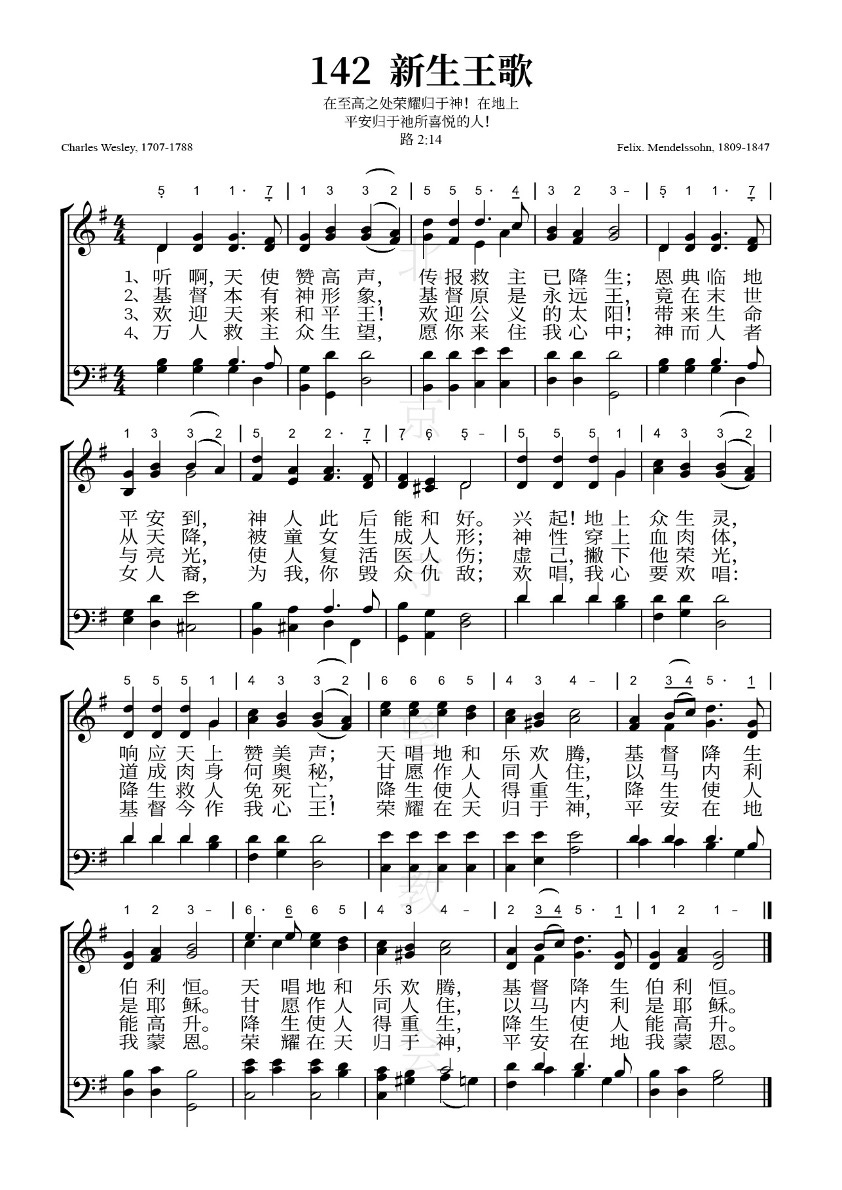 142 新生王歌
在至高之处荣耀归于神！在地上
平安归于祂所喜悦的人！
路 2;14
Charles Wesley, 1707-1788
Felix. Mendelssohn, 1809-1847
5 1 1· 7 | 1 3 3 2 | 5 5 5· 4 | 3 2 3 – | 5 1 1· 7 |
1、听啊，天使赞高声，传报救主已降生；恩典临地
2、基督本有神形象，基督原是永远王，竟在末世
3、欢迎天来和平王！欢迎公义的太阳！带来生命
4、万人救主众生望，愿你来住我心中；神而人者
1 3 3 2 | 5 2 2· 7 | 7 6 5 – | 5 5 5 1 | 4 3 3 2 |
平安到，神人此后能和好。兴起！地上众生灵，
从天降，被童女生成人形；神性穿上血肉体，
与亮光，使人复活医人伤；虚己，撇下他荣光，
女人裔，为我，你毁众仇敌；欢唱，我心要欢唱：
5 5 5 1 | 4 3 3 2 | 6 6 6 5 | 4 3 4 – | 2 3 4 5· 1 |
响应天上赞美声；天唱地和乐欢腾，基督降生
道成肉身何奥秘，甘愿作人同人住，以马内利
降生救人免死亡，降生使人得重生，降生使人
基督今作我心王！荣耀在天归于神，平安在地
1 2 3 – | 6· 6 6 5 | 4 3 4 – | 2 3 4 5· 1 | 1 2 1 – ||
伯利恒。天唱地和乐欢腾，基督降生伯利恒。
是耶稣。甘愿作人同人住，以马内利是耶稣。
能高升。降生使人得重生，降生使人能高升。
我蒙恩。荣耀在天归于神，平安在地我蒙恩。